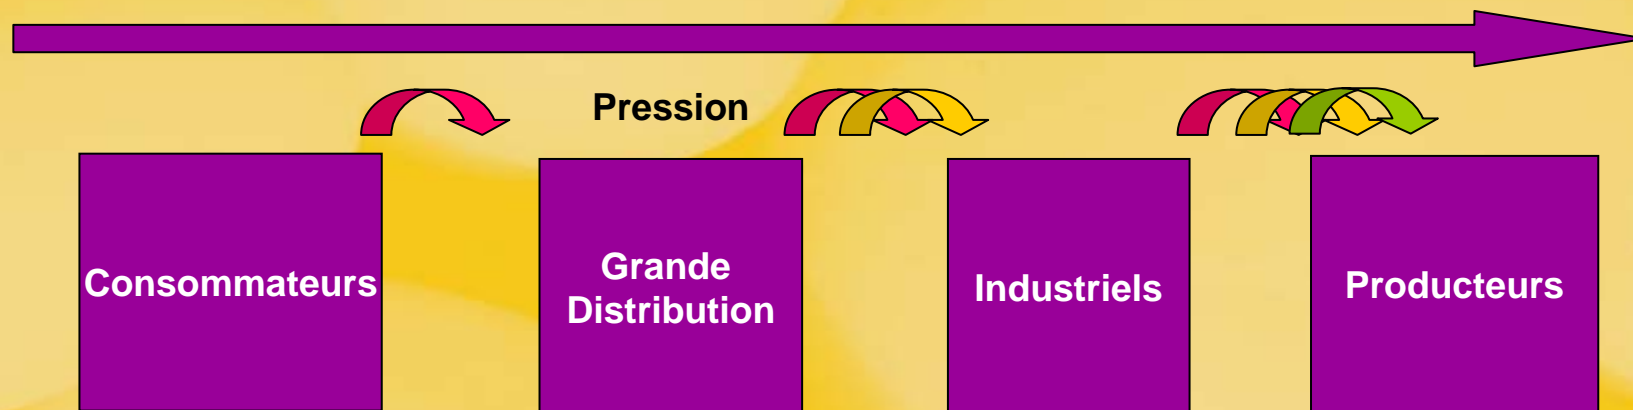 Pression
Consommateurs
Grande
Distribution
Industriels
Producteurs